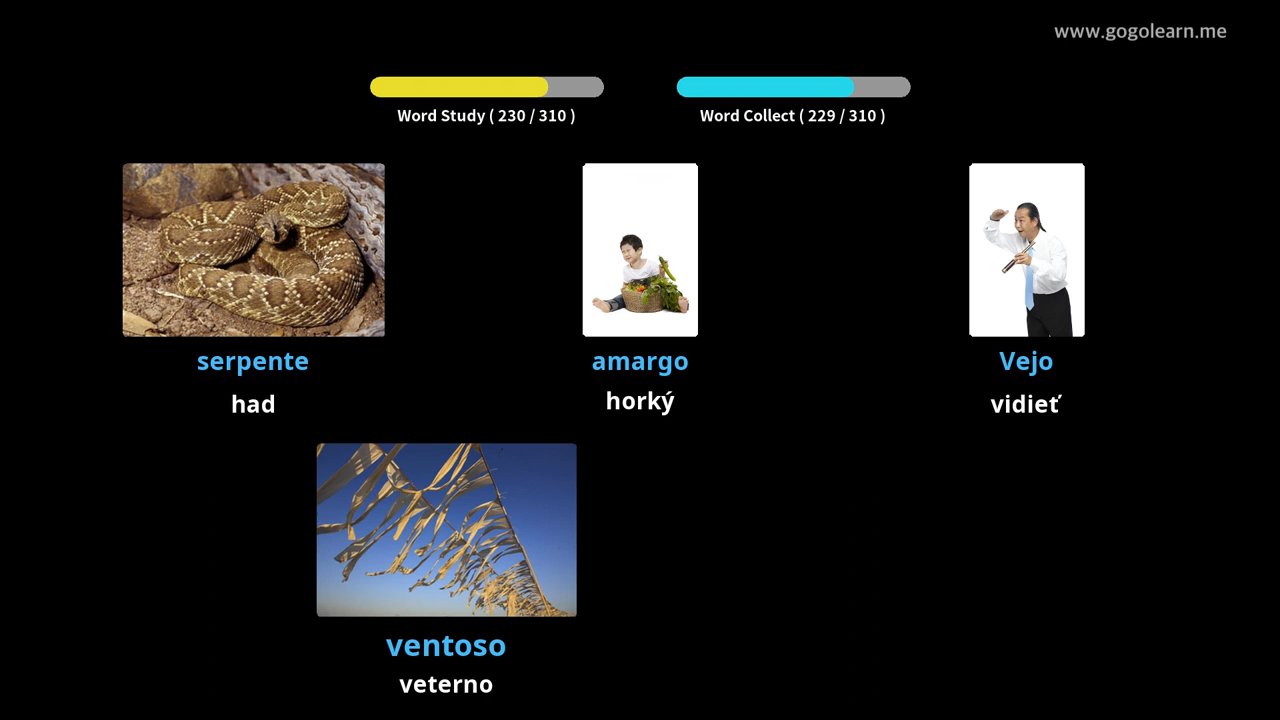 www.gogolearn.me
Word Study ( 230 / 310 )
Word Collect ( 229 / 310 )
serpente
had
amargo
horký
Vejo
vidieť
ventoso
veterno